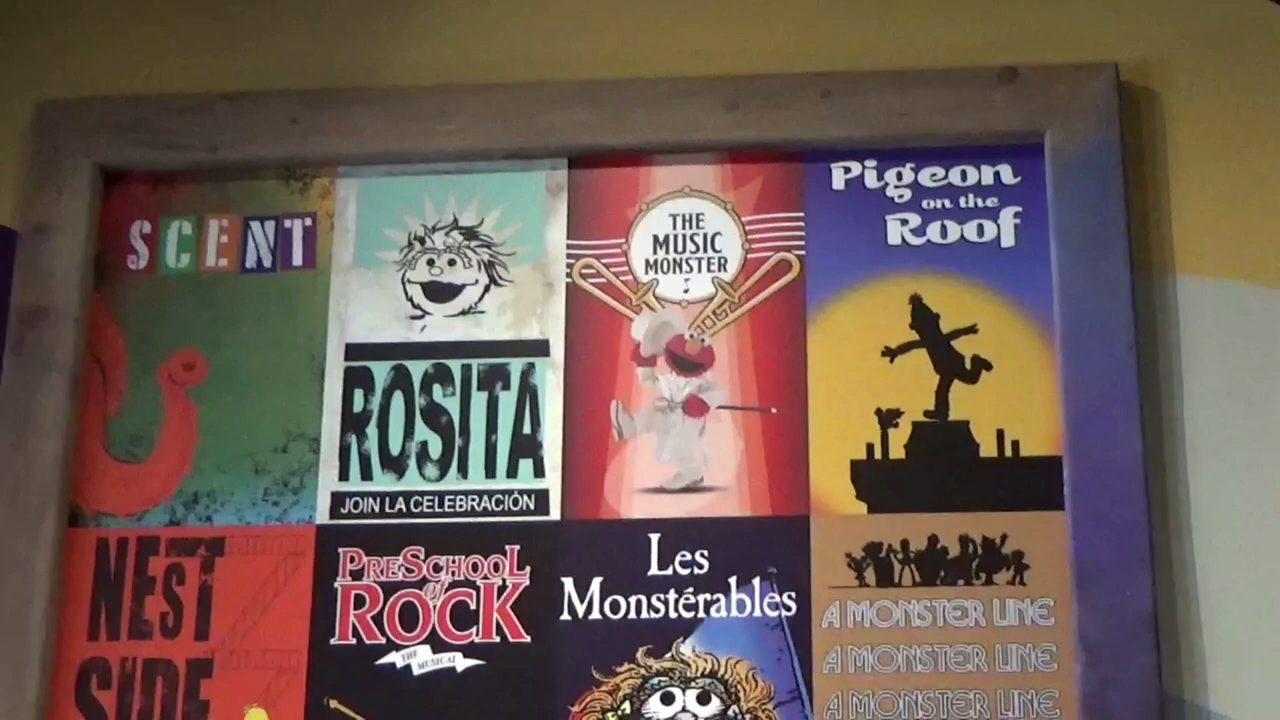 SCENT
ROSITA
JOIN LA CELEBRACIÓN
THE
MUSIC
MONSTER
Pigeon
on the
Roof
NEST
SIDE
PRESCHOOL
of
ROCK
THE
MUSICAL
Les
Monstérables
A MONSTER LINE
A MONSTER LINE
A MONSTER LINE